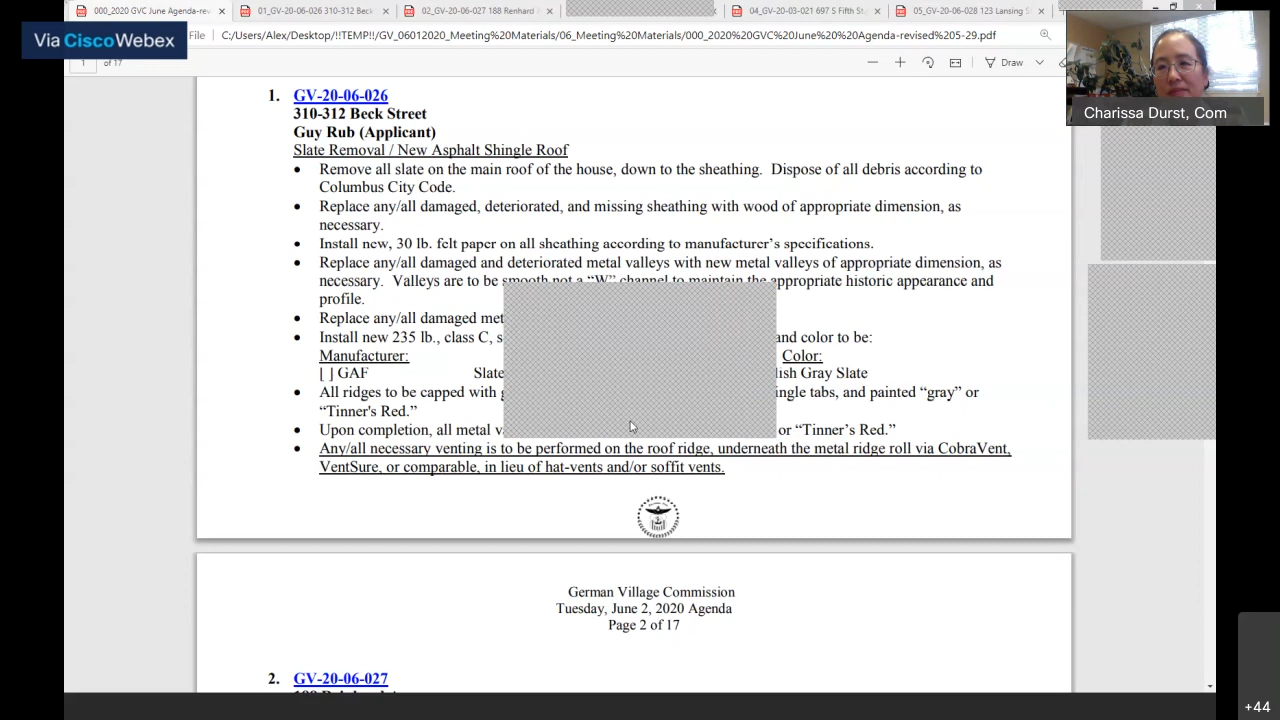 000_2020 GVC June Agenda-rev
01_GV-20-06-026 310-312 Beck
02_GV-20-06-027 188 Renhard
04_GV-20-03-021 697 S Fifth Sta
05_GV-20-06-028 123 Lansing S
Via CiscoWebex
File C:/Users/Alex/Desktop/!!TEMP!!/GV_06012020_Meeting%20Materials/06_Meeting%20Materials/000_2020%20GVC%20June%20%20Agenda-revised%205-29.pdf
1 of 17
Draw
Charissa Durst, Com
1. GV-20-06-026
310-312 Beck Street
Guy Rub (Applicant)
Slate Removal / New Asphalt Shingle Roof
• Remove all slate on the main roof of the house, down to the sheathing. Dispose of all debris according to
Columbus City Code.
• Replace any/all damaged, deteriorated, and missing sheathing with wood of appropriate dimension, as
necessary.
• Install new, 30 lb. felt paper on all sheathing according to manufacturer's specifications.
• Replace any/all damaged and deteriorated metal valleys with new metal valleys of appropriate dimension, as
necessary. Valleys are to be smooth not a "W" channel to maintain the appropriate historic appearance and
profile.
• Replace any/all damaged met
• Install new 235 lb., class C, s and color to be:
Manufacturer: Color:
[ ] GAF Slate lish Gray Slate
• All ridges to be capped with ingle tabs, and painted "gray" or
"Tinner's Red."
• Upon completion, all metal v or "Tinner's Red."
• Any/all necessary venting is to be performed on the roof ridge, underneath the metal ridge roll via CobraVent,
VentSure, or comparable, in lieu of hat-vents and/or soffit vents.
German Village Commission
Tuesday, June 2, 2020 Agenda
Page 2 of 17
2. GV-20-06-027
+44